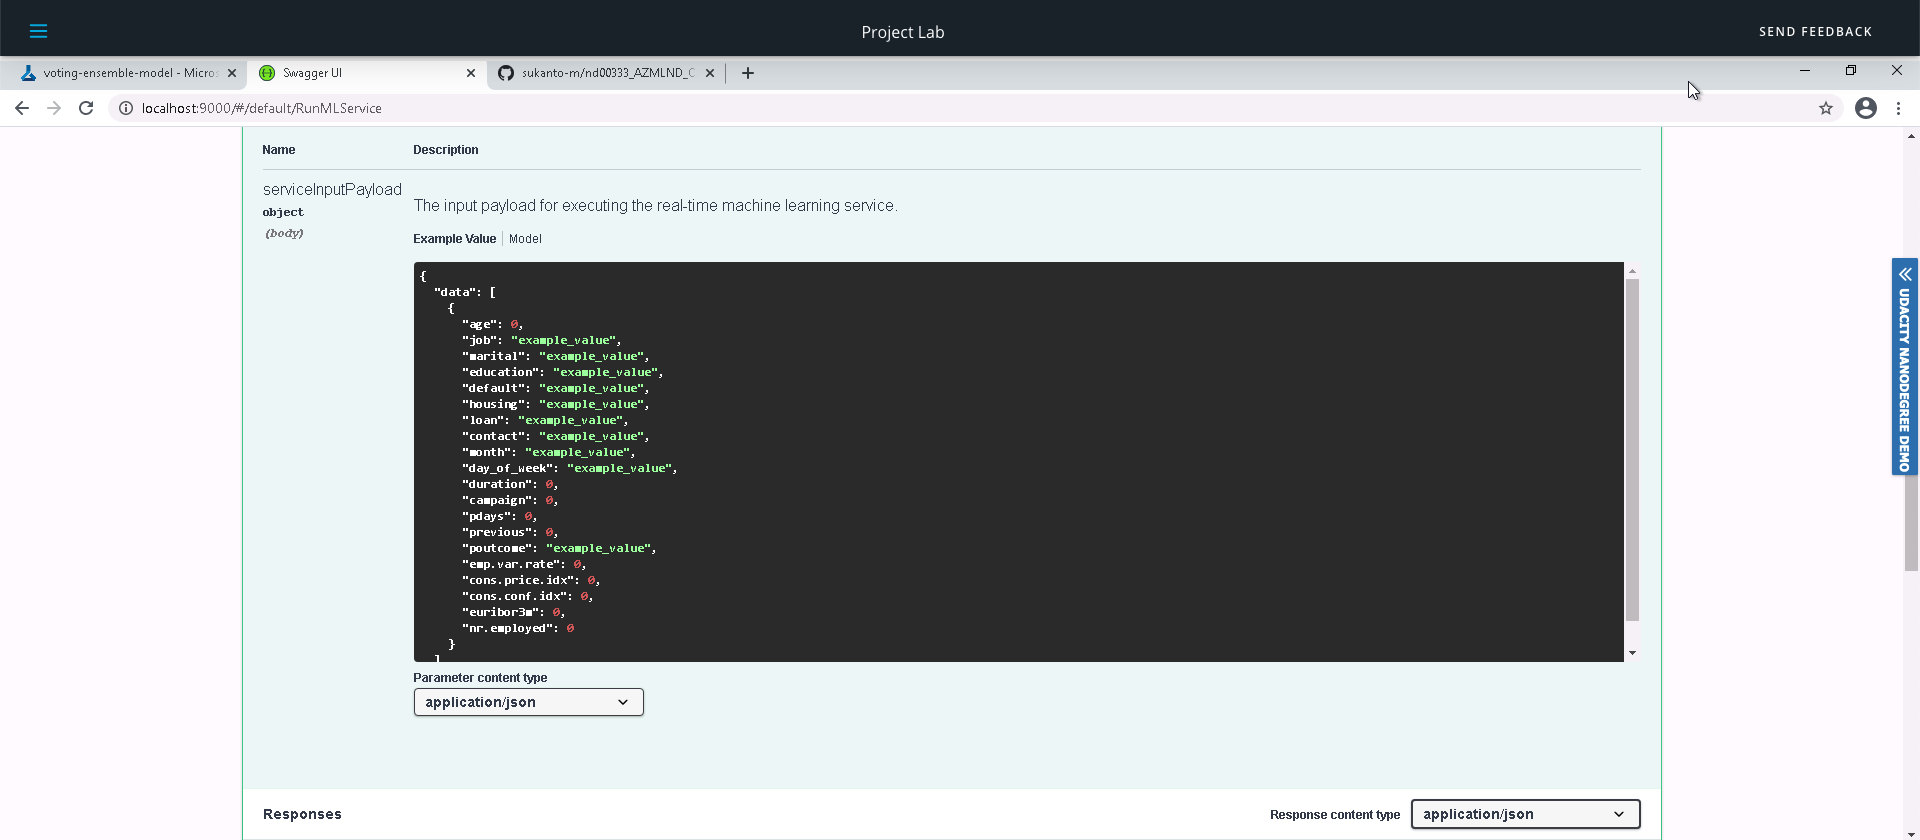 Project Lab
SEND FEEDBACK
voting-ensemble-model - Micros
Swagger UI
sukanto-m/nd00333_AZMLND_C
localhost:9000/#/default/RunMLService
Name
Description
serviceInputPayload
object
(body)
The input payload for executing the real-time machine learning service.
Example Value
Model
{
"data": [
{
"age": 0,
"job": "example_value",
"marital": "example_value",
"education": "example_value",
"default": "example_value",
"housing": "example_value",
"loan": "example_value",
"contact": "example_value",
"month": "example_value",
"day_of_week": "example_value",
"duration": 0,
"campaign": 0,
"pdays": 0,
"previous": 0,
"poutcome": "example_value",
"emp.var.rate": 0,
"cons.price.idx": 0,
"cons.conf.idx": 0,
"euribor3m": 0,
"nr.employed": 0
}
]
Parameter content type
application/json
Responses
Response content type
application/json
UDACITY NANODEGREE DEMO